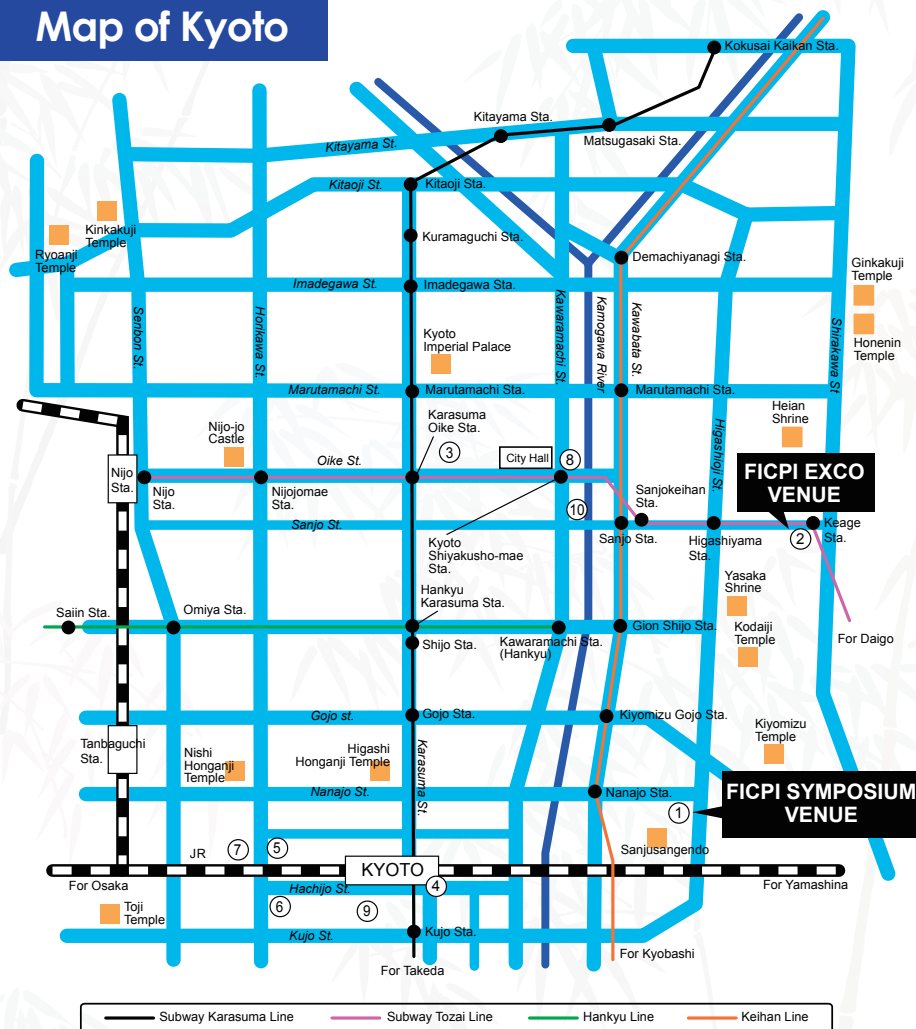 Map of Kyoto
Kokusai Kaikan Sta.
Kitayama Sta.
Matsugasaki Sta.
Kitayama St.
Kitaoji St.
Kitaoji Sta.
Kinkakuji
Temple
Ryoanji
Temple
Kuramaguchi Sta.
Demachiyanagi Sta.
Ginkakuji
Temple
Honenin
Temple
Imadegawa St.
Imadegawa Sta.
Senbon St.
Horikawa St.
Kawaramachi St.
Kamogawa River
Kawabata St.
Shirakawa St
Kyoto
Imperial Palace
Marutamachi St.
Marutamachi Sta.
Marutamachi Sta.
Heian
Shrine
Nijo-jo
Castle
Karasuma
Oike Sta.
3
City Hall
8
Higashioji St.
FICPI EXCO
VENUE
Oike St.
Nijo
Sta.
Nijo
Sta.
Nijojomae
Sta.
Sanjokeihan
Sta.
10
Sanjo St.
Sanjo Sta.
Higashiyama
Sta.
2
Keage
Sta.
Kyoto
Shiyakusho-mae
Sta.
Yasaka
Shrine
Hankyu
Karasuma Sta.
Saiin Sta.
Omiya Sta.
Gion Shijo Sta.
Kodaiji
Temple
For Daigo
Shijo Sta.
Kawaramachi Sta.
(Hankyu)
Gojo st.
Gojo Sta.
Kiyomizu Gojo Sta.
Kiyomizu
Temple
Tanbaguchi
Sta.
Nishi
Honganji
Temple
Higashi
Honganji Temple
Karasuma St.
Nanajo St.
Nanajo Sta.
1
FICPI SYMPOSIUM
VENUE
Sanjusangendo
JR
7
5
KYOTO
4
For Osaka
Hachijo St.
For Yamashina
Toji
Temple
6
9
Kujo St.
Kujo Sta.
For Kyobashi
For Takeda
Subway Karasuma Line
Subway Tozai Line
Hankyu Line
Keihan Line